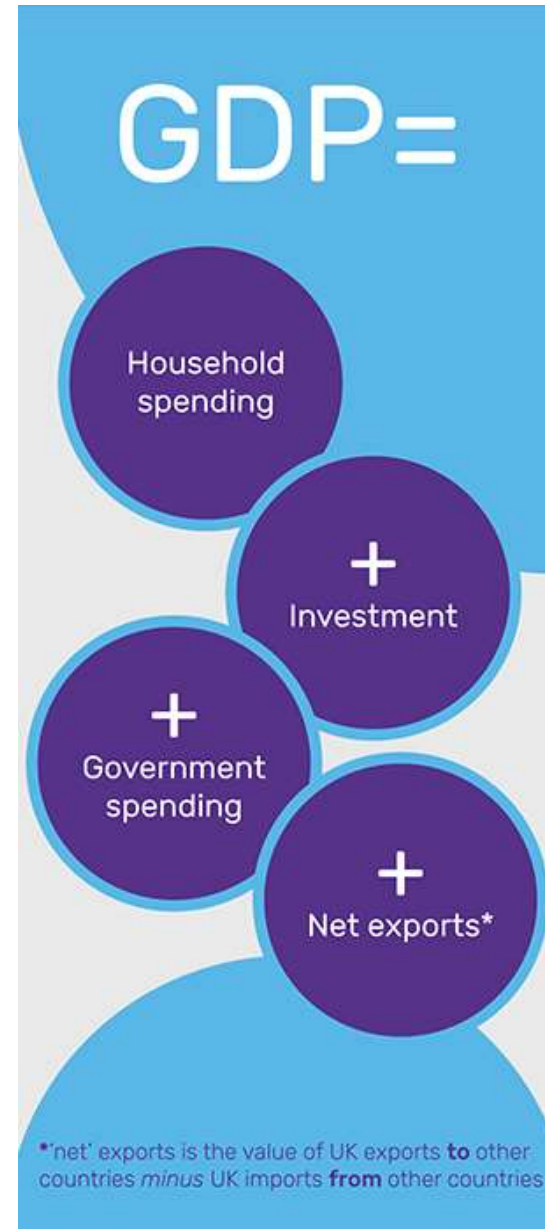 GDP=
Household
spending
+
Investment
+
Government
spending
+
Net exports*
*'net' exports is the value of UK exports to other
countries minus UK imports from other countries